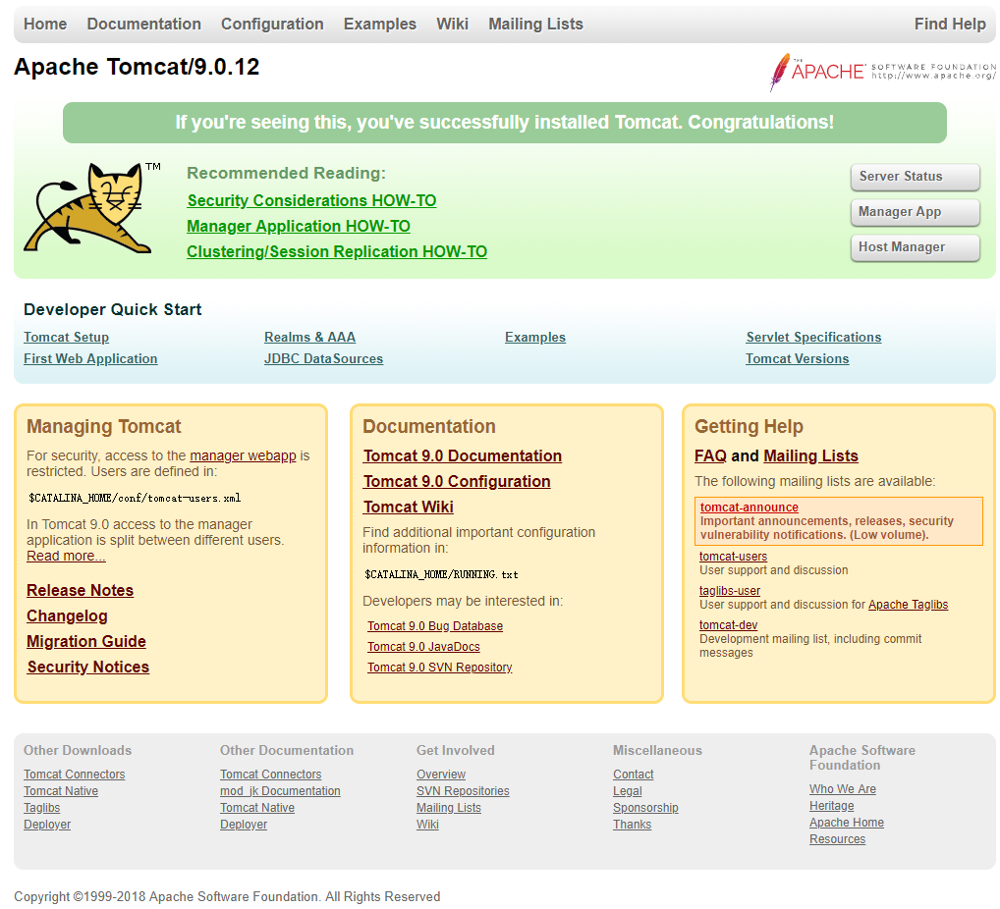 Home Documentation Configuration Examples Wiki Mailing Lists Find Help
Apache Tomcat/9.0.12
THE APACHE® SOFTWARE FOUNDATION
http://www.apache.org/
If you're seeing this, you've successfully installed Tomcat. Congratulations!
TM
Recommended Reading:
Security Considerations HOW-TO
Manager Application HOW-TO
Clustering/Session Replication HOW-TO
Server Status
Manager App
Host Manager
Developer Quick Start
Tomcat Setup
First Web Application
Realms & AAA
JDBC DataSources
Examples
Servlet Specifications
Tomcat Versions
Managing Tomcat
For security, access to the manager webapp is
restricted. Users are defined in:
$CATALINA_HOME/conf/tomcat-users.xml
In Tomcat 9.0 access to the manager
application is split between different users.
Read more...
Release Notes
Changelog
Migration Guide
Security Notices
Documentation
Tomcat 9.0 Documentation
Tomcat 9.0 Configuration
Tomcat Wiki
Find additional important configuration
information in:
$CATALINA_HOME/RUNNING.txt
Developers may be interested in:
Tomcat 9.0 Bug Database
Tomcat 9.0 JavaDocs
Tomcat 9.0 SVN Repository
Getting Help
FAQ and Mailing Lists
The following mailing lists are available:
tomcat-announce
Important announcements, releases, security
vulnerability notifications. (Low volume).
tomcat-users
User support and discussion
taglibs-user
User support and discussion for Apache Taglibs
tomcat-dev
Development mailing list, including commit
messages
Other Downloads
Tomcat Connectors
Tomcat Native
Taglibs
Deployer
Other Documentation
Tomcat Connectors
mod_jk Documentation
Tomcat Native
Deployer
Get Involved
Overview
SVN Repositories
Mailing Lists
Wiki
Miscellaneous
Contact
Legal
Sponsorship
Thanks
Apache Software
Foundation
Who We Are
Heritage
Apache Home
Resources
Copyright ©1999-2018 Apache Software Foundation. All Rights Reserved